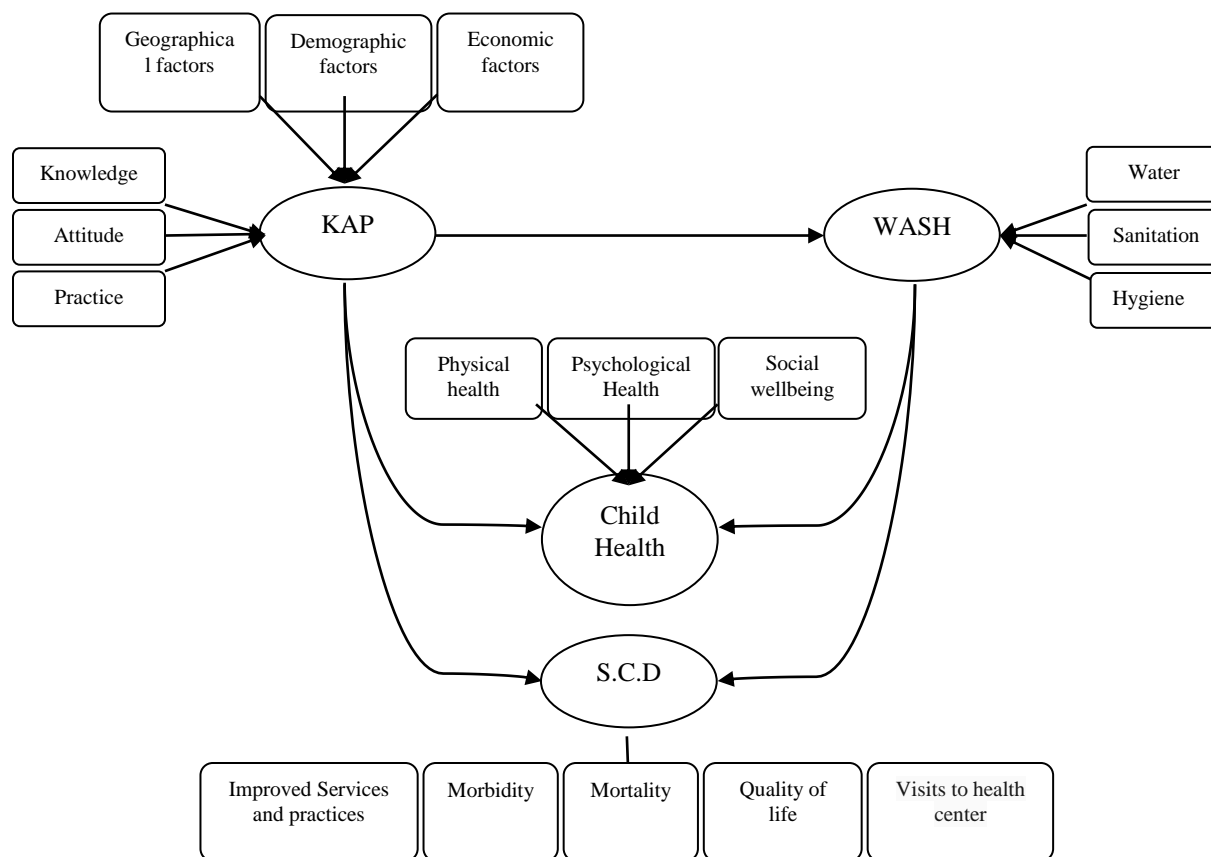 Geographica
l factors
Demographic
factors
Economic
factors
Knowledge
Attitude
Practice
KAP
WASH
Water
Sanitation
Hygiene
Physical
health
Psychological
Health
Social
wellbeing
Child
Health
S.C.D
Improved Services
and practices
Morbidity
Mortality
Quality of
life
Visits to health
center